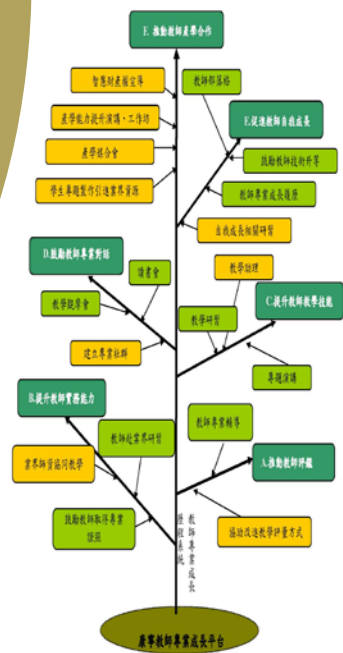 E. 推動教師產學合作
智慧財產權宣導
教師部落格
產學能力提升演講、工作坊
E.促進教師自我成長
產學媒合會
鼓勵教師技術升等
學生專題製作引進業界資源
教師專業成長履歷
自我成長相關研習
D.鼓勵教師專業對話
讀書會
教學助理
教學觀摩會
C.提升教師教學技能
教學研習
建立專業社群
專題演講
B.提升教師實務能力
教師專業輔導
教師赴業界研習
業界師資協同教學
A.推動教師評鑑
鼓勵教師取得專業
證照
協助改進教學評量方式
教師專業成長
歷程系統
康寧教師專業成長平台